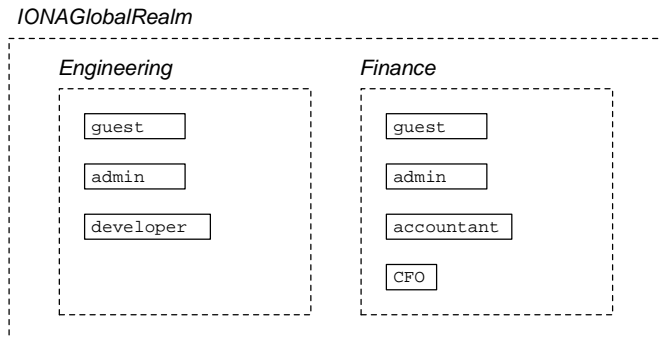 IONAGlobalRealm
Engineering
guest
admin
developer
Finance
guest
admin
accountant
CFO